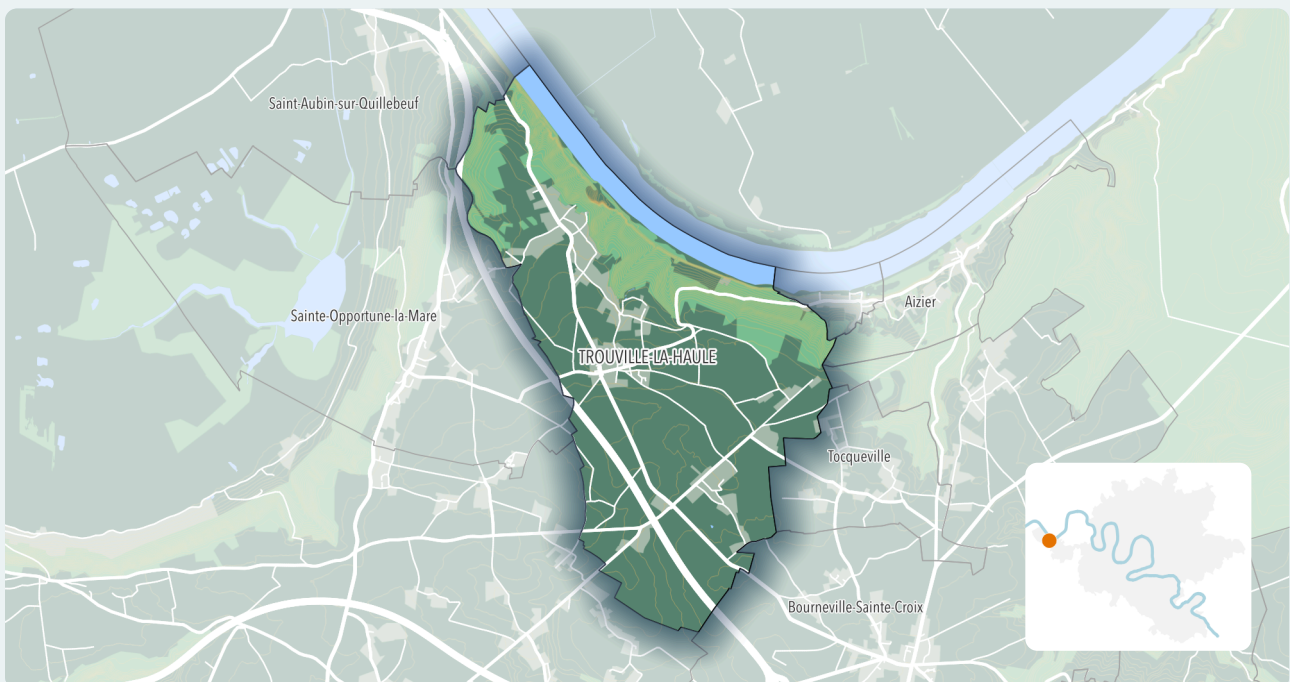 Saint-Aubin-sur-Quillebeuf
Sainte-Opportune-la-Mare
Aizier
TROUVILLE-LA-HAULE
Tocqueville
Bourneville-Sainte-Croix